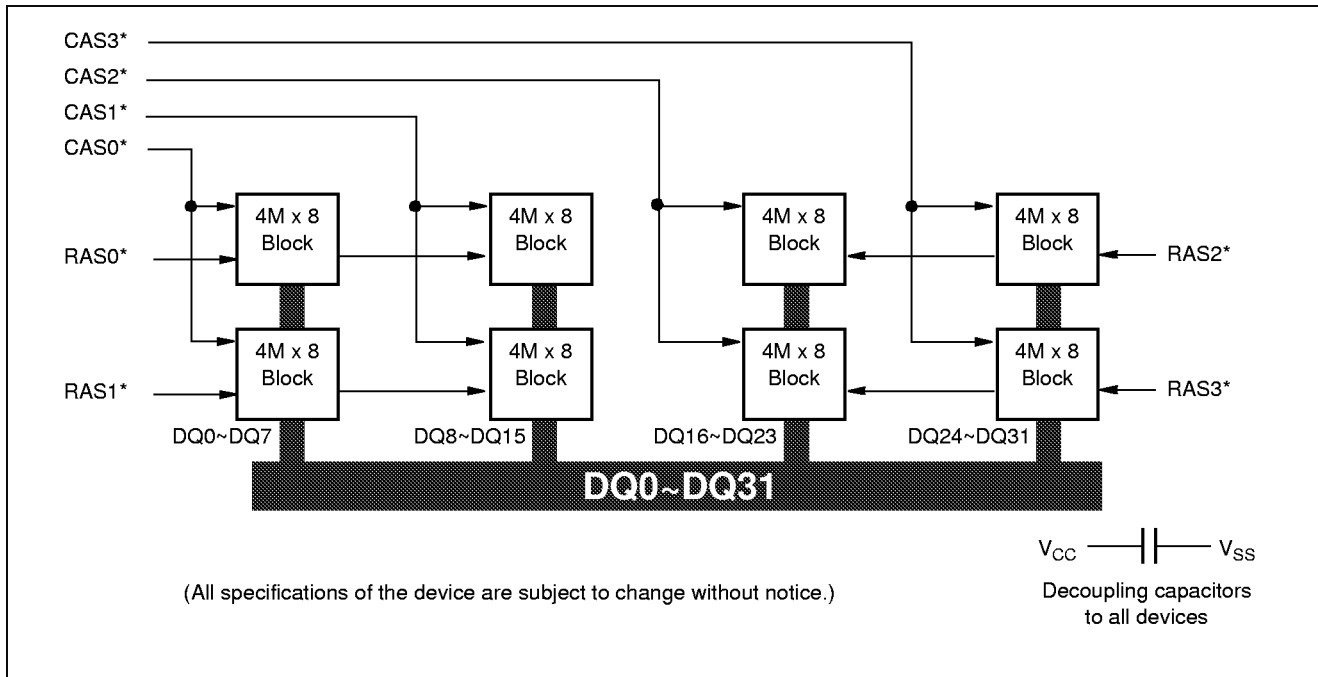 CAS3*
CAS2*
CAS1*
CAS0*
4M x 8
Block
4M x 8
Block
4M x 8
Block
4M x 8
Block
RAS0*
RAS2*
4M x 8
Block
4M x 8
Block
4M x 8
Block
4M x 8
Block
RAS1*
RAS3*
DQ0~DQ7
DQ8~DQ15
DQ16~DQ23
DQ24~DQ31
DQ0~DQ31
VCC
VSS
(All specifications of the device are subject to change without notice.)
Decoupling capacitors
to all devices